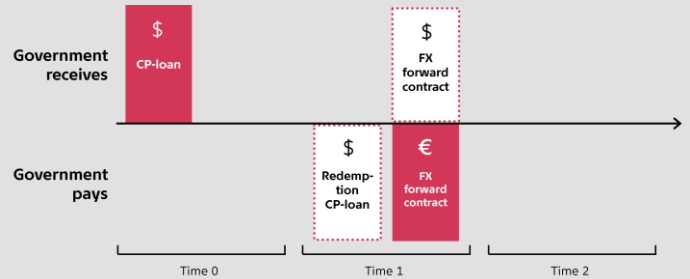 Government
receives
$
CP-loan
$
FX
forward
contract
Government
pays
$
Redemp-
tion
CP-loan
€
FX
forward
contract
Time 0
Time 1
Time 2